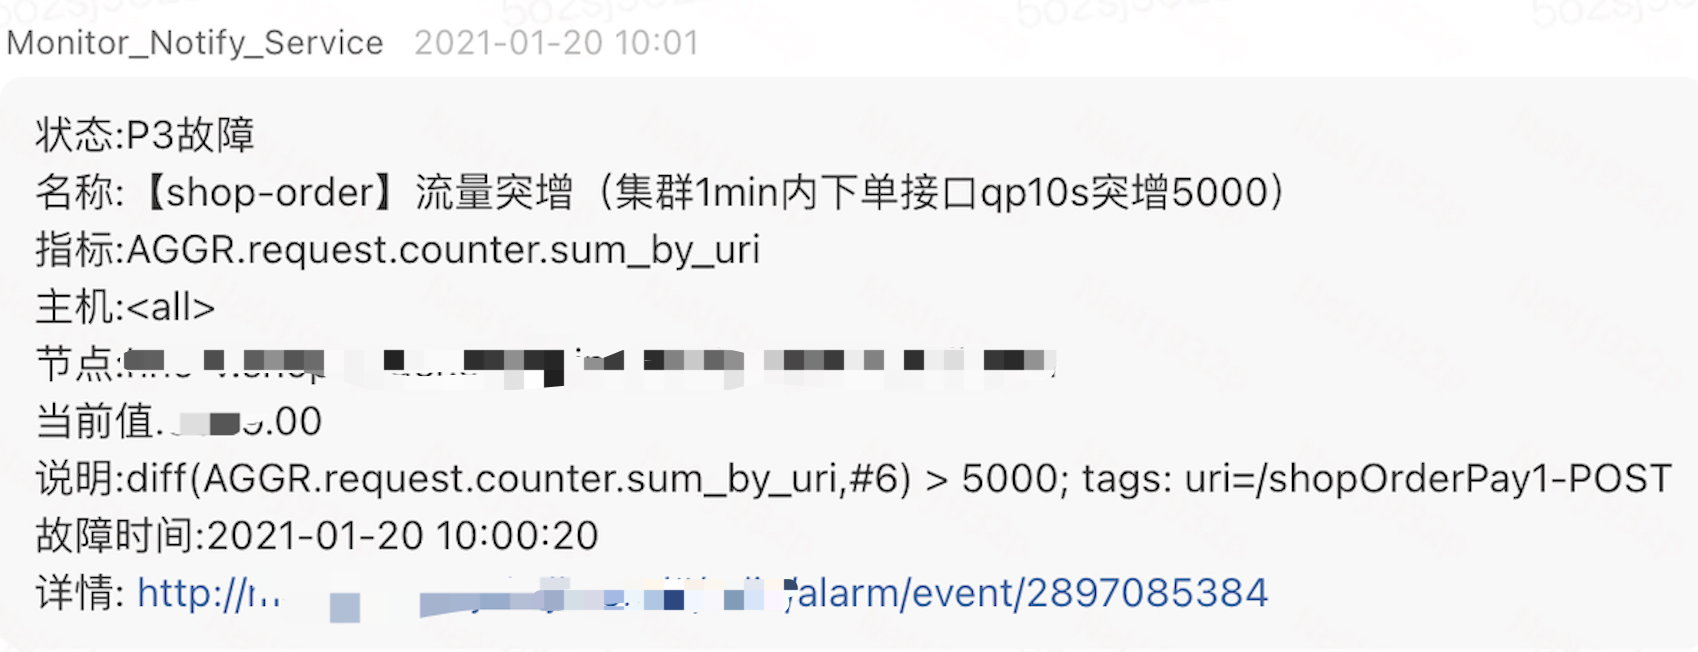 Monitor_Notify_Service 2021-01-20 10:01
状态:P3故障
名称:【shop-order】流量突增（集群1min内下单接口qp10s突增5000）
指标:AGGR.request.counter.sum_by_uri
主机:<all>
节点:
当前值 .00
说明:diff(AGGR.request.counter.sum_by_uri,#6) > 5000; tags: uri=/shopOrderPay1-POST
故障时间:2021-01-20 10:00:20
详情: http:// /alarm/event/2897085384